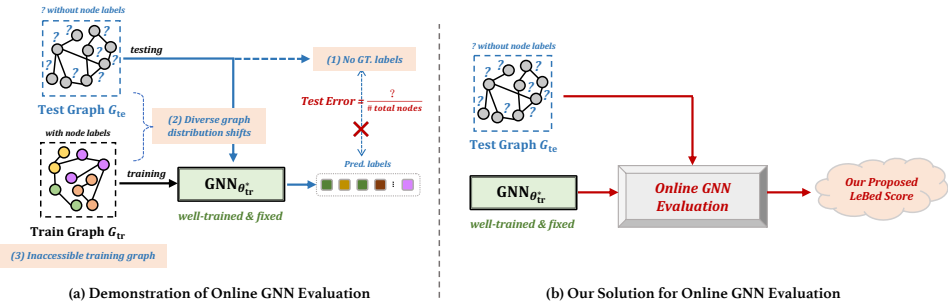 ? without node labels
? ? ? ? ? ? ?
Test Graph G_te
testing
(1) No GT. labels
Test Error = ? / # total nodes
(2) Diverse graph
distribution shifts
with node labels
training
Train Graph G_tr
(3) Inaccessible training graph
GNN_θ*_tr
well-trained & fixed
Pred. labels
(a) Demonstration of Online GNN Evaluation
? without node labels
? ? ? ? ? ? ?
Test Graph G_te
GNN_θ*_tr
well-trained & fixed
Online GNN
Evaluation
Our Proposed
LeBed Score
(b) Our Solution for Online GNN Evaluation